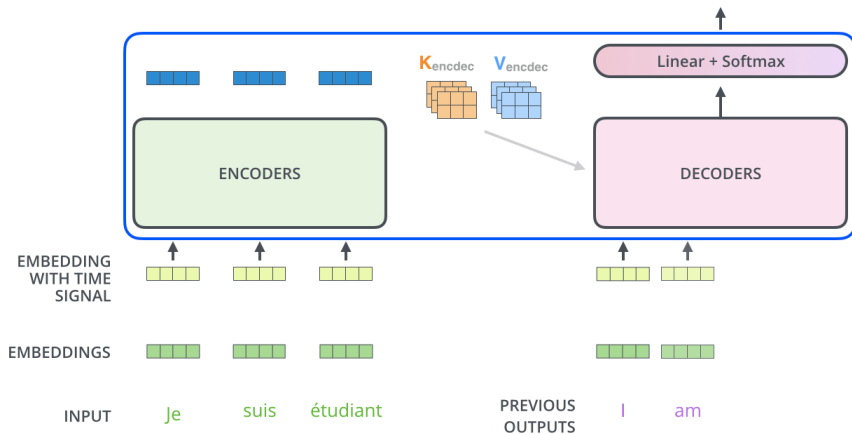 Kencdec
Vencdec
Linear + Softmax
ENCODERS
DECODERS
EMBEDDING
WITH TIME
SIGNAL
EMBEDDINGS
INPUT
Je
suis
étudiant
PREVIOUS
OUTPUTS
I
am